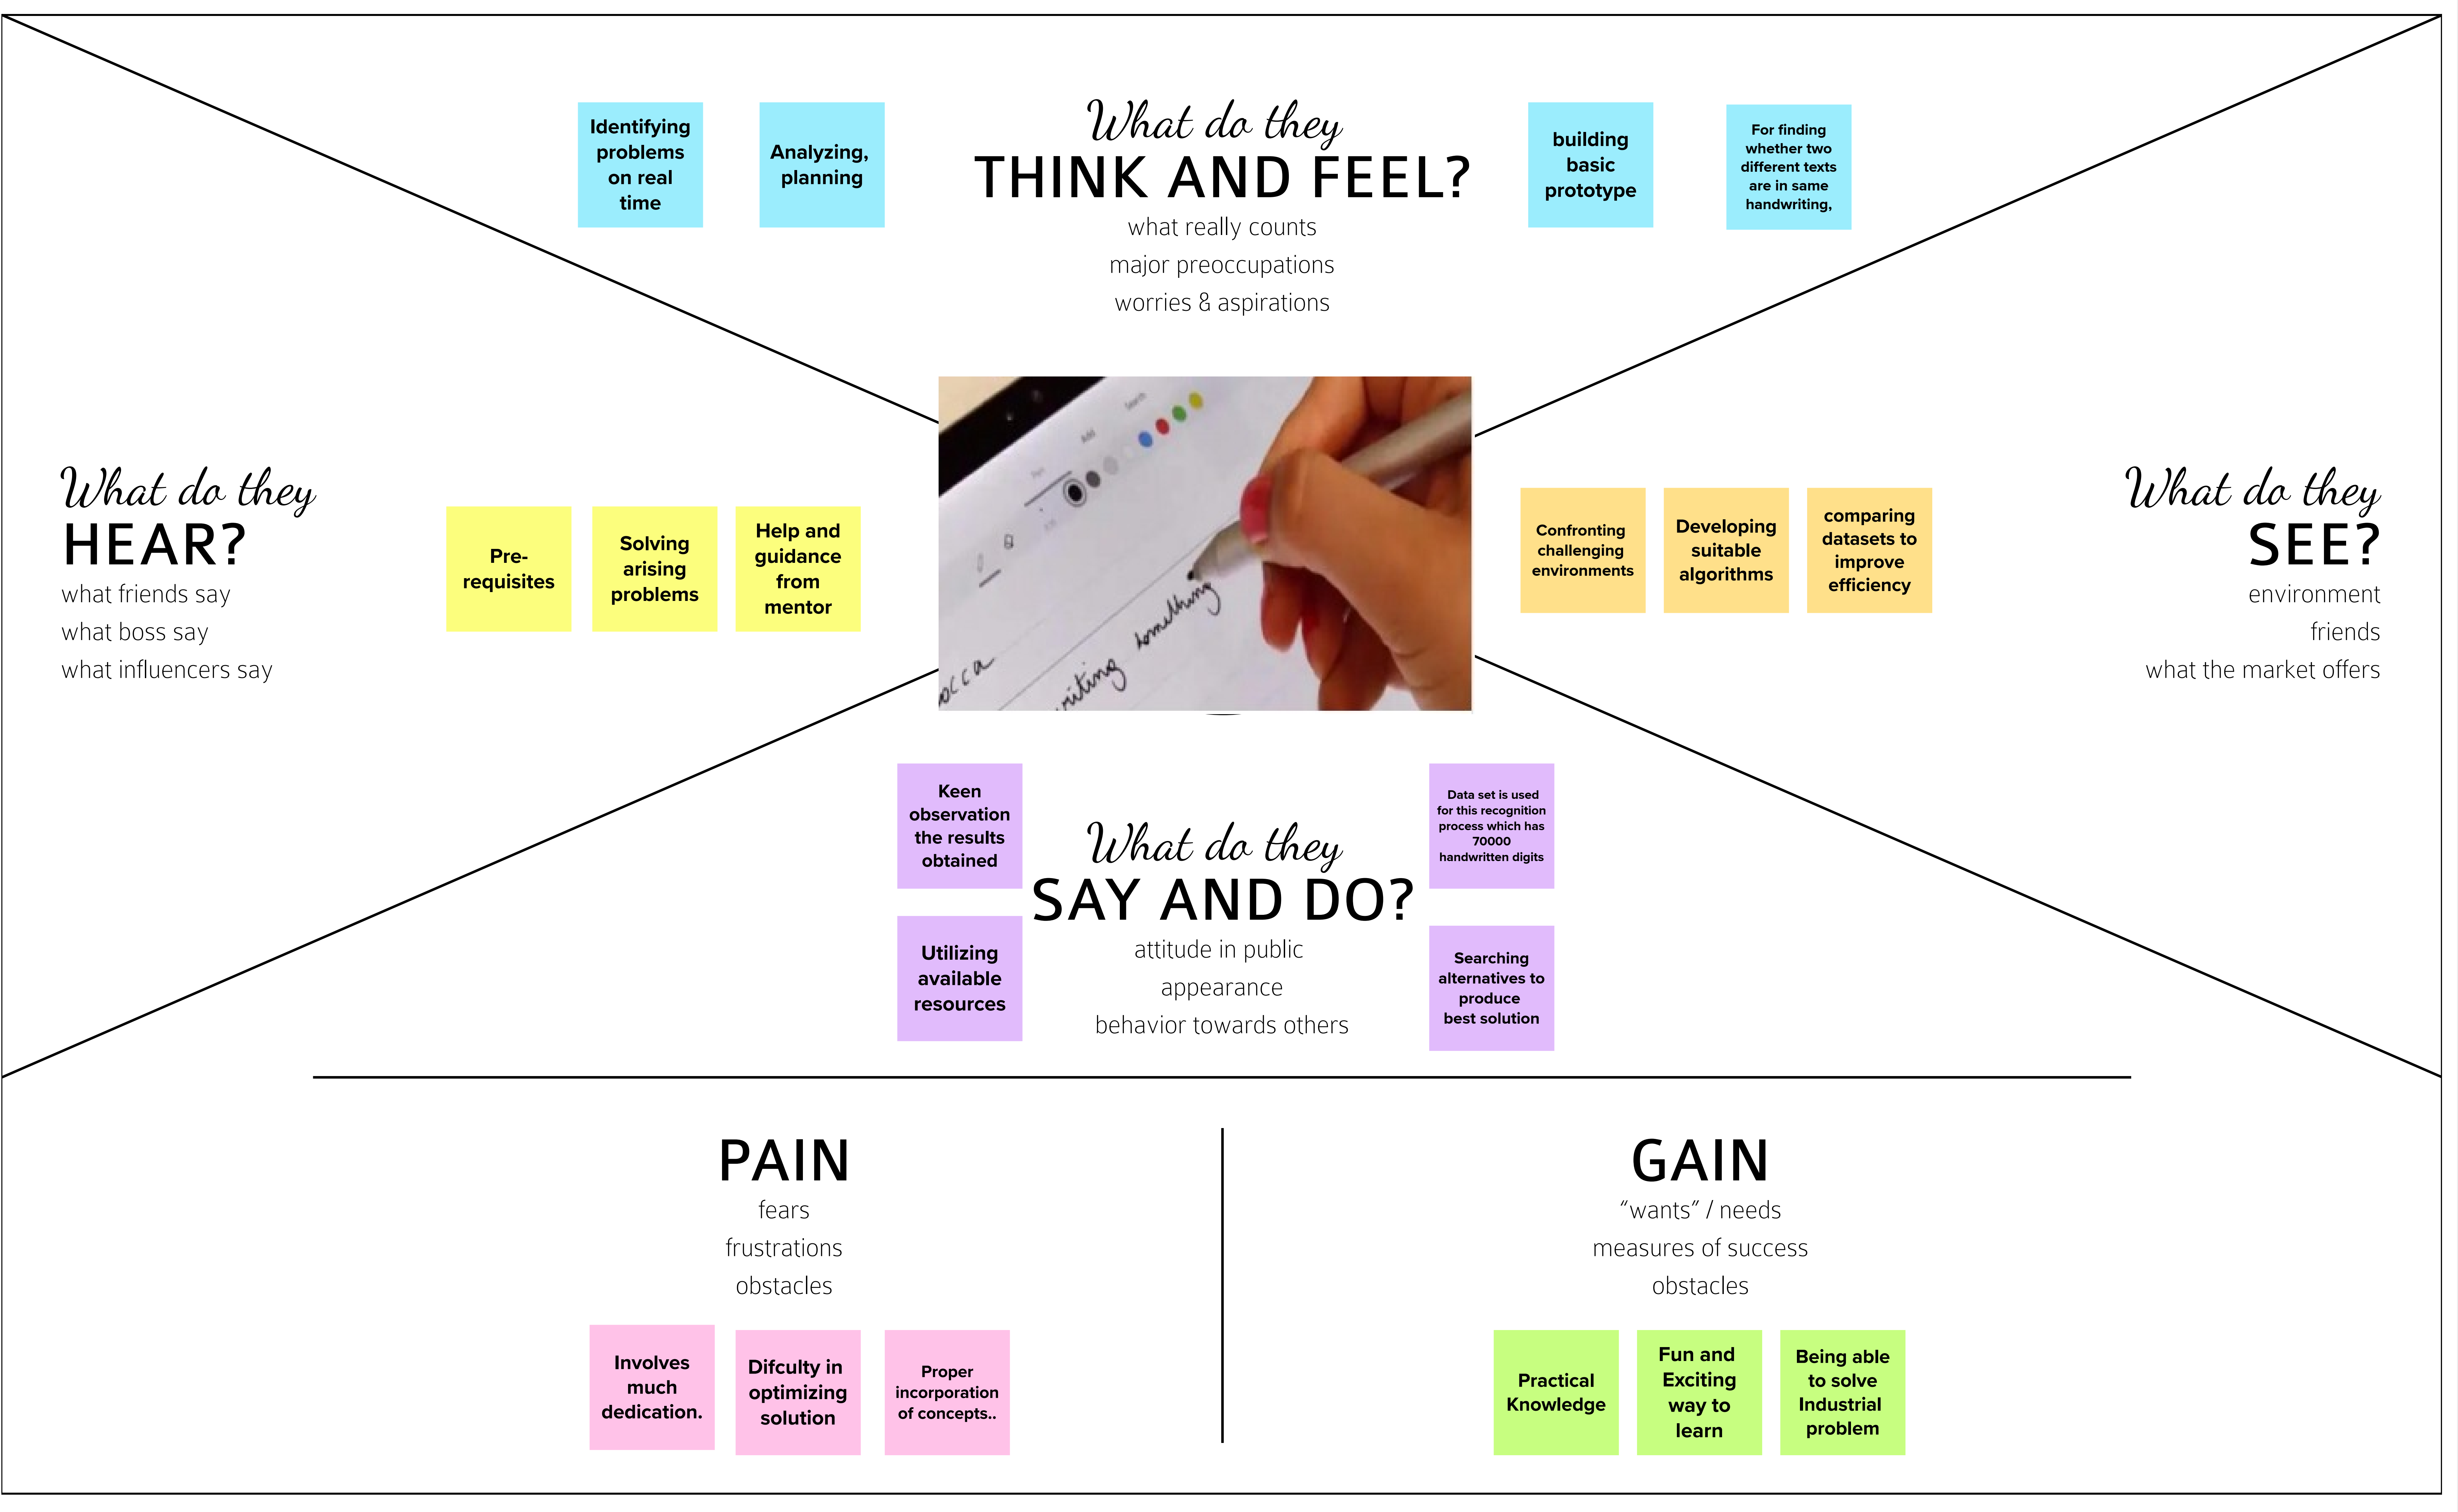 What do they
THINK AND FEEL?
what really counts
major preoccupations
worries & aspirations
Identifying
problems
on real
time
Analyzing,
planning
building
basic
prototype
For finding
whether two
different texts
are in same
handwriting,
What do they
HEAR?
what friends say
what boss say
what influencers say
Pre-
requisites
Solving
arising
problems
Help and
guidance
from
mentor
Search
Add
Pen
something
writing
occa
Confronting
challenging
environments
Developing
suitable
algorithms
comparing
datasets to
improve
efficiency
What do they
SEE?
environment
friends
what the market offers
Keen
observation
the results
obtained
Utilizing
available
resources
What do they
SAY AND DO?
attitude in public
appearance
behavior towards others
Data set is used
for this recognition
process which has
70000
handwritten digits
Searching
alternatives to
produce
best solution
PAIN
fears
frustrations
obstacles
Involves
much
dedication.
Difculty in
optimizing
solution
Proper
incorporation
of concepts..
GAIN
“wants” / needs
measures of success
obstacles
Practical
Knowledge
Fun and
Exciting
way to
learn
Being able
to solve
Industrial
problem